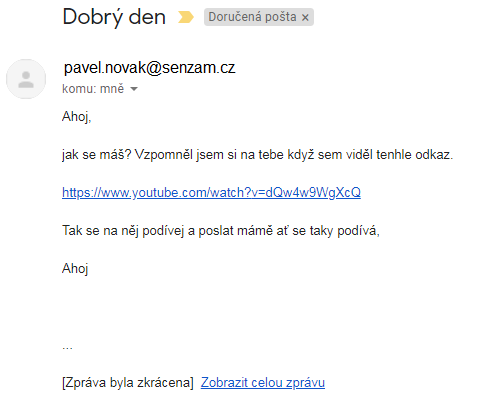 Dobrý den Doručená pošta ×
pavel.novak@senzam.cz
komu: mně
Ahoj,
jak se máš? Vzpomněl jsem si na tebe když sem viděl tenhle odkaz.
https://www.youtube.com/watch?v=dQw4w9WgXcQ
Tak se na něj podívej a poslat mámě ať se taky podívá,
Ahoj
...
[Zpráva byla zkrácena] Zobrazit celou zprávu